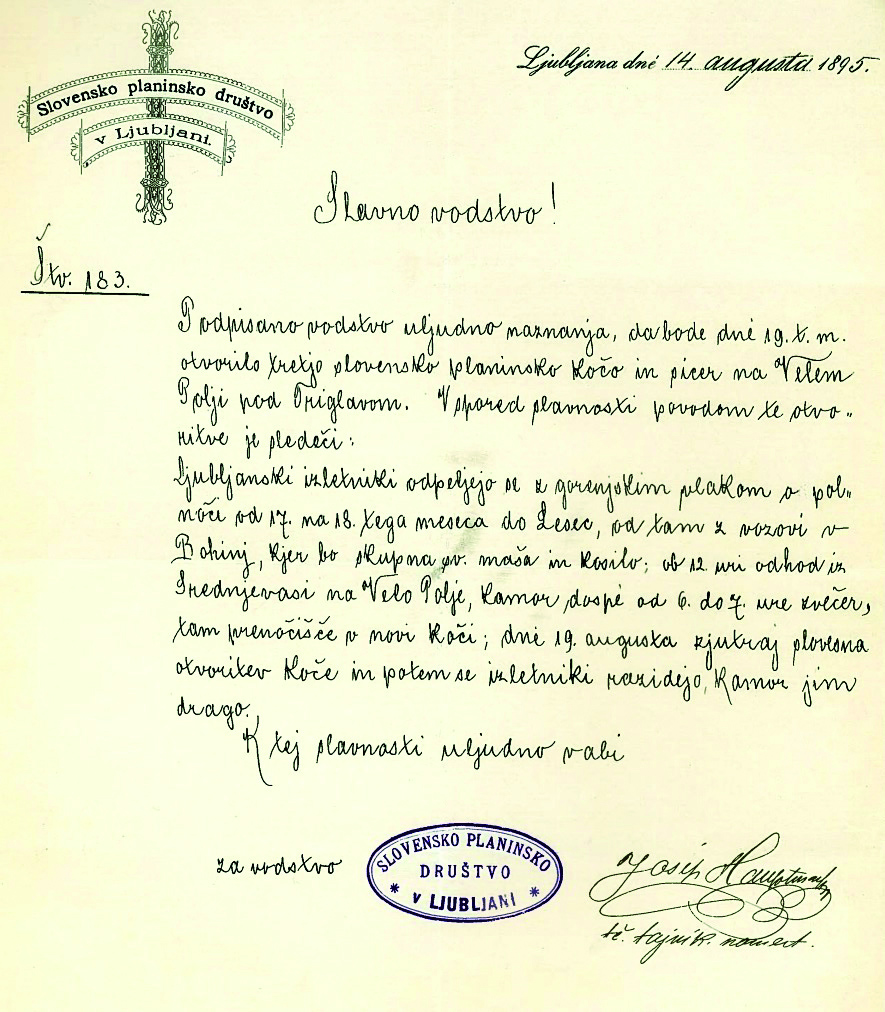 Slovensko planinsko društvo
v Ljubljani.
Ljubljana dné 14. augusta 1895.
Slavno vodstvo!
Štv. 183.
Podpisano vodstvo uljudno naznanja, da bode dné 19. t. m.
otvorilo tretjo slovensko planinsko kočo in sicer na Velem
Polji pod Triglavom. Vspored slavnosti povodom te otvo-
ritve je sledeči:
Ljubljanski izletniki odpeljejo se z gorenjskim vlakom o pol-
noči od 17. na 18. tega meseca do Lesec, od tam z vozovi v
Bohinj, kjer bo skupna sv. maša in kosilo; ob 12. uri odhod iz
Srednjevasi na Velo Polje, kamor dospé od 6. do 7. ure zvečer,
tam prenočišče v novi koči; dné 19. augusta zjutraj slovesna
otvoritev koče in potem se izletniki razidejo, kamor jim
drago.
K tej slavnosti uljudno vabi
za vodstvo
SLOVENSKO PLANINSKO
DRUŠTVO
* V LJUBLJANI *
Josip Hauptman
tč. tajnik.